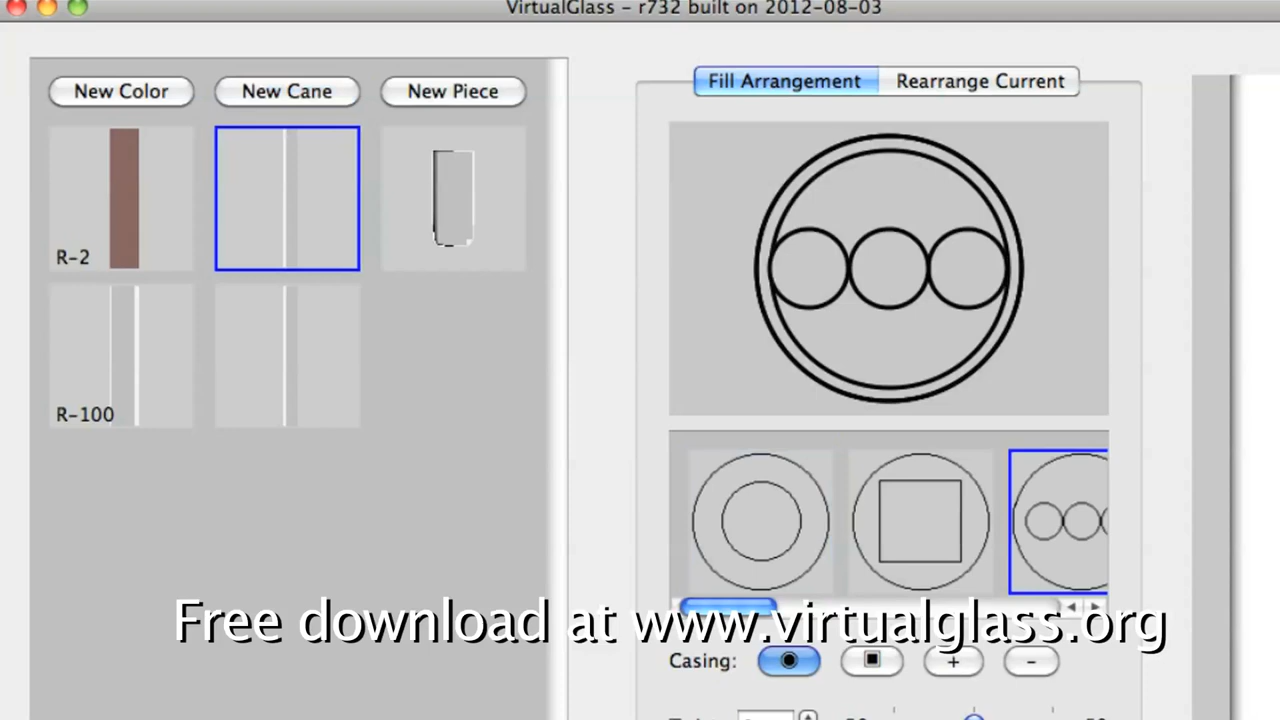 VirtualGlass – r732 built on 2012-08-03
New Color
New Cane
New Piece
Fill Arrangement
Rearrange Current
R-2
R-100
Free download at www.virtualglass.org
Casing:
+
-